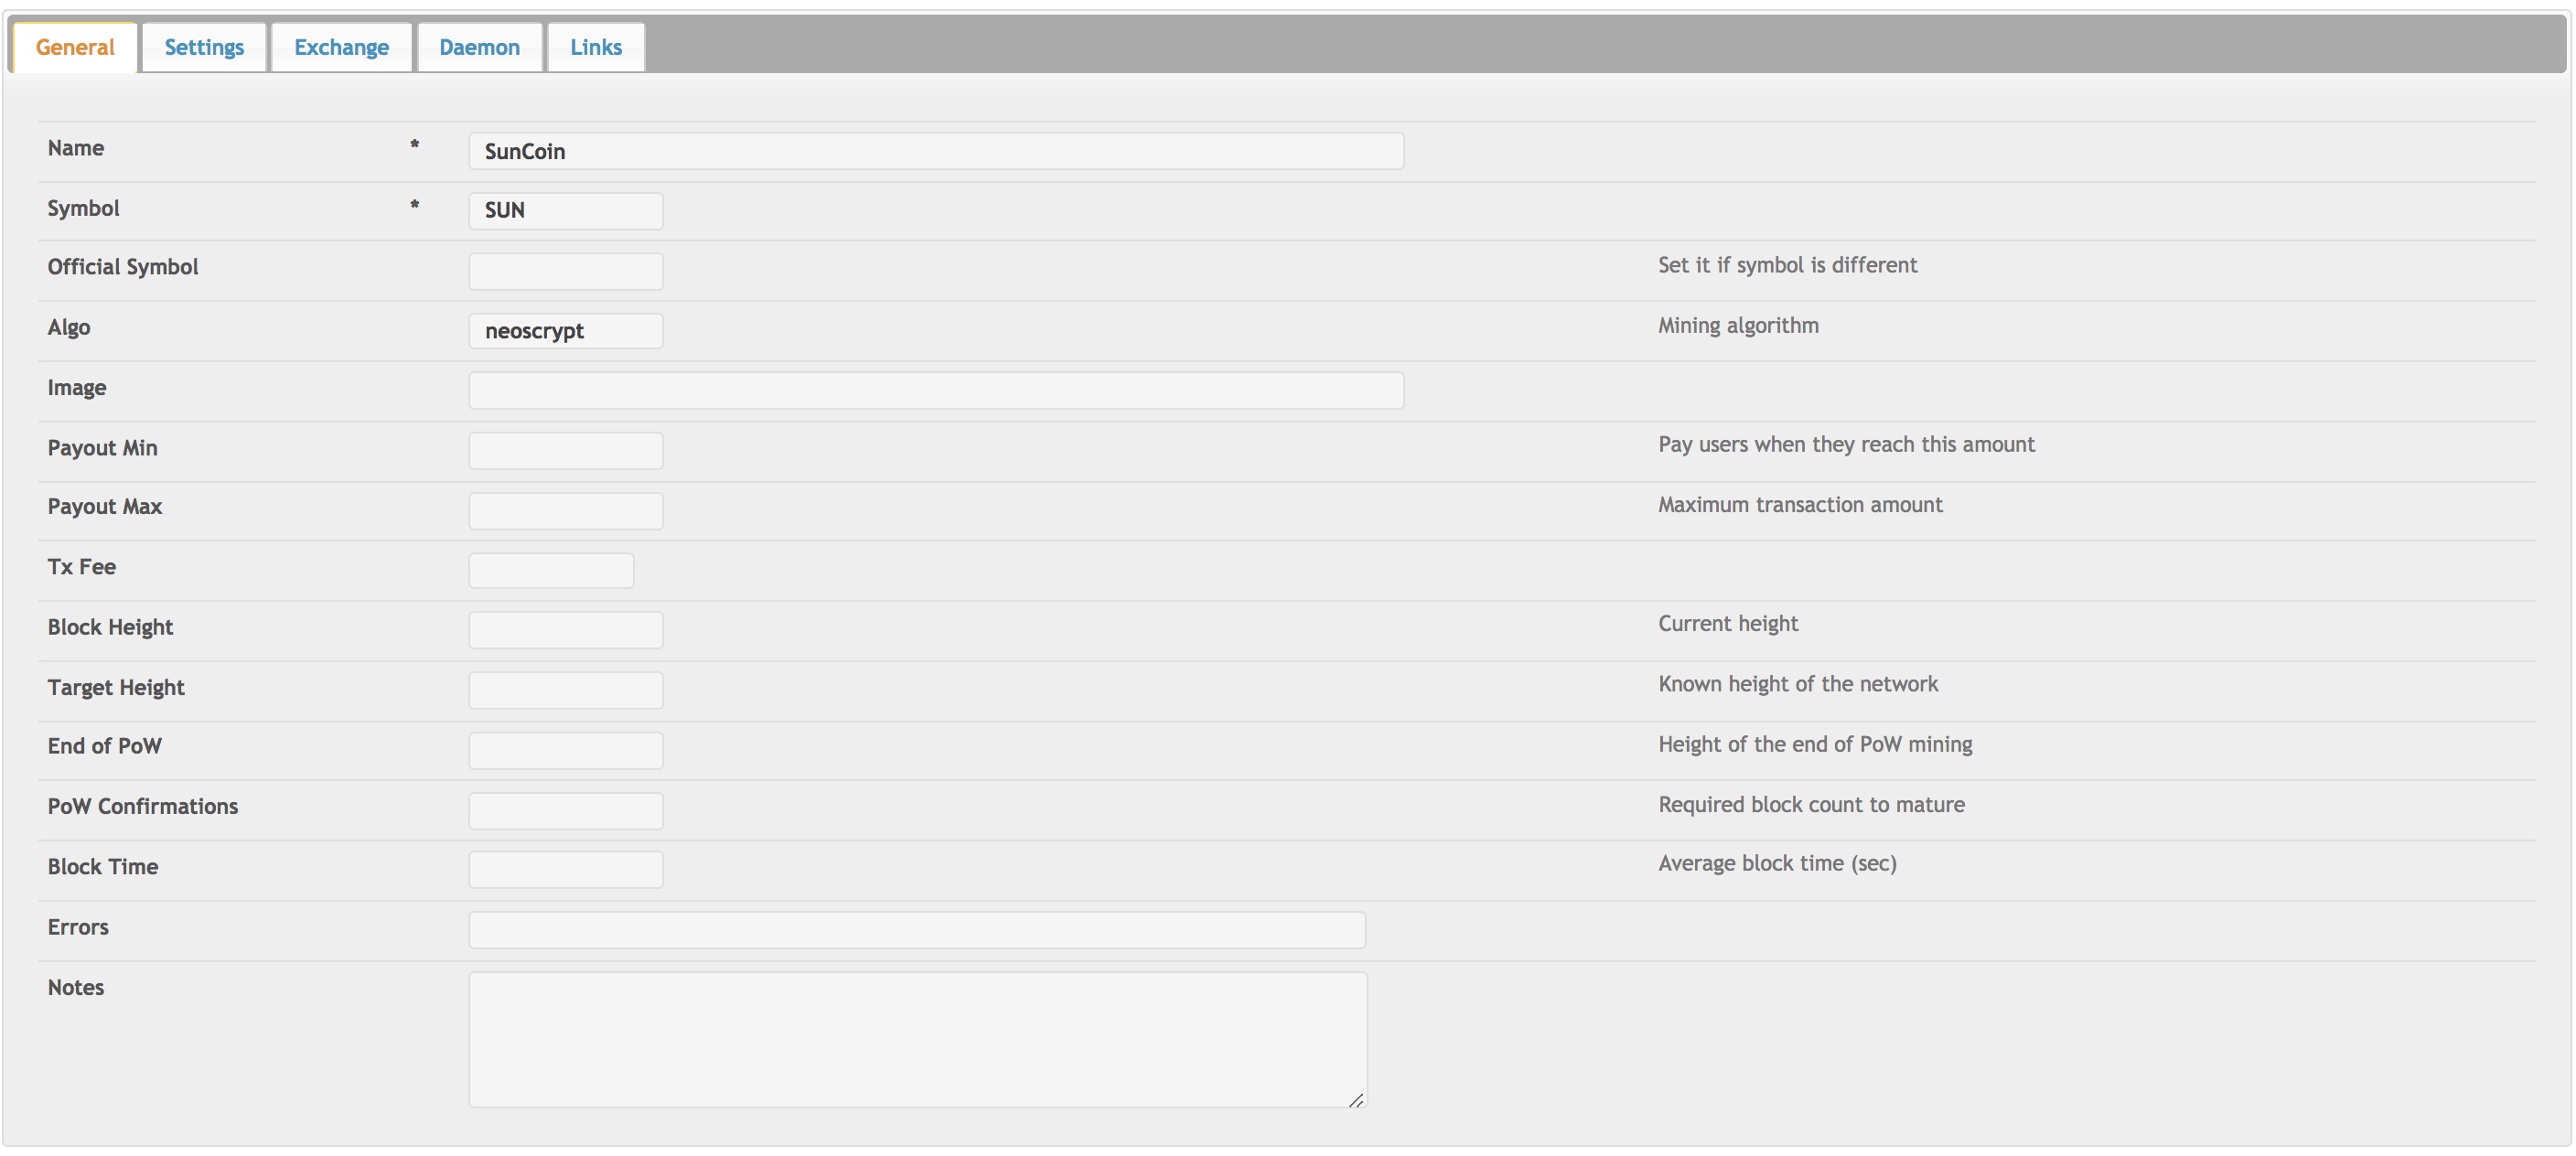 General Settings Exchange Daemon Links
Name * SunCoin
Symbol * SUN
Official Symbol Set it if symbol is different
Algo neoscrypt Mining algorithm
Image
Payout Min Pay users when they reach this amount
Payout Max Maximum transaction amount
Tx Fee
Block Height Current height
Target Height Known height of the network
End of PoW Height of the end of PoW mining
PoW Confirmations Required block count to mature
Block Time Average block time (sec)
Errors
Notes